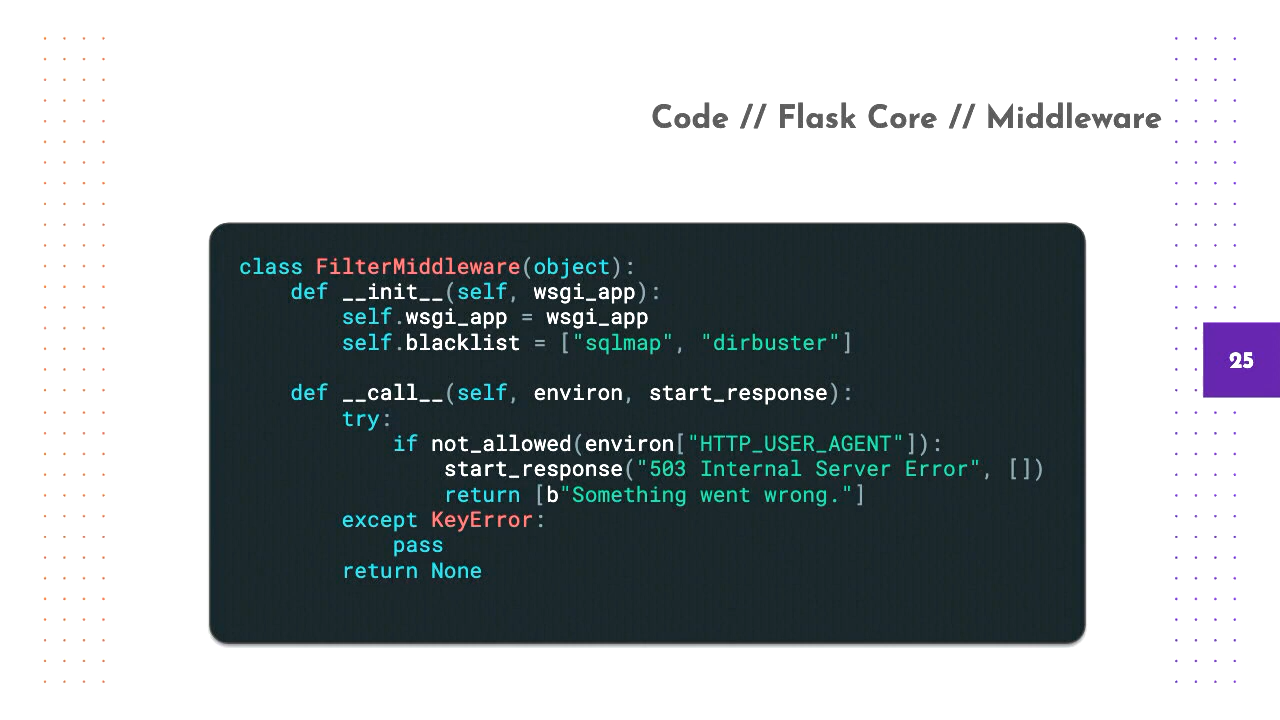 Code // Flask Core // Middleware
class FilterMiddleware(object):
    def __init__(self, wsgi_app):
        self.wsgi_app = wsgi_app
        self.blacklist = ["sqlmap", "dirbuster"]

    def __call__(self, environ, start_response):
        try:
            if not_allowed(environ["HTTP_USER_AGENT"]):
                start_response("503 Internal Server Error", [])
                return [b"Something went wrong."]
        except KeyError:
            pass
        return None
25